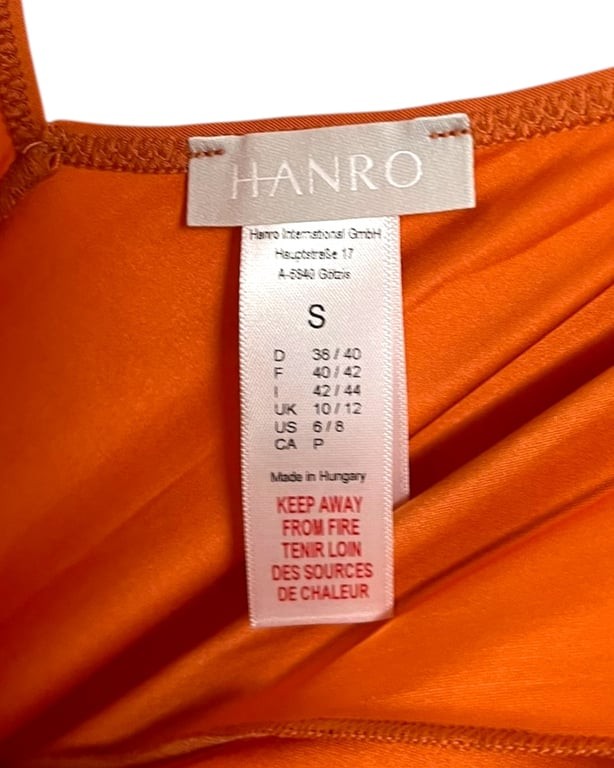 HANRO
Hanro International GmbH
Hauptstraße 17
A-6840 Götzis
S
D 38 / 40
F 40 / 42
I 42 / 44
UK 10 / 12
US 6 / 8
CA P
Made in Hungary
KEEP AWAY
FROM FIRE
TENIR LOIN
DES SOURCES
DE CHALEUR